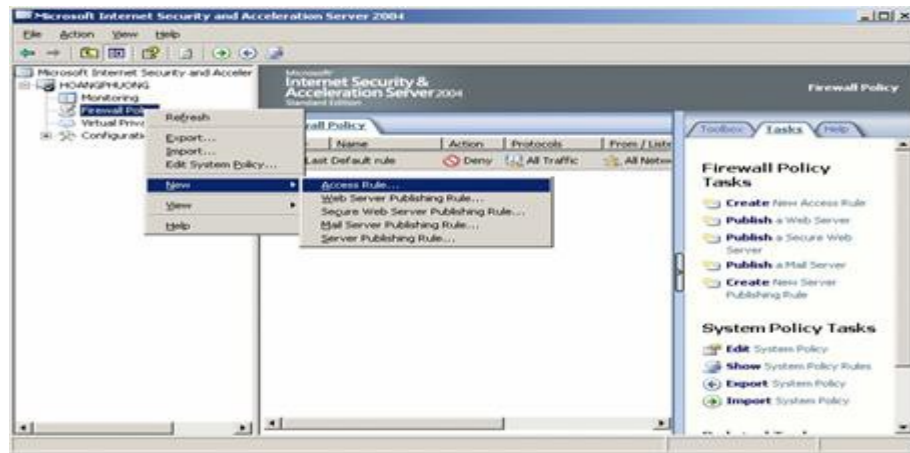 Microsoft Internet Security and Acceleration Server 2004
File Action View Help
Microsoft Internet Security and Acceler
HOANGPHUONG
Monitoring
Firewall Poli
Virtual Priva
Configurati
Refresh
Export...
Import...
Edit System Policy...
New
View
Help
Access Rule...
Web Server Publishing Rule...
Secure Web Server Publishing Rule...
Mail Server Publishing Rule...
Server Publishing Rule...
Microsoft
Internet Security &
Acceleration Server 2004
Standard Edition
Firewall Policy
all Policy
Name Action Protocols From / Liste
Last Default rule Deny All Traffic All Netwo
Toolbox Tasks Help
Firewall Policy
Tasks
Create New Access Rule
Publish a Web Server
Publish a Secure Web
Server
Publish a Mail Server
Create New Server
Publishing Rule
System Policy Tasks
Edit System Policy
Show System Policy Rules
Export System Policy
Import System Policy